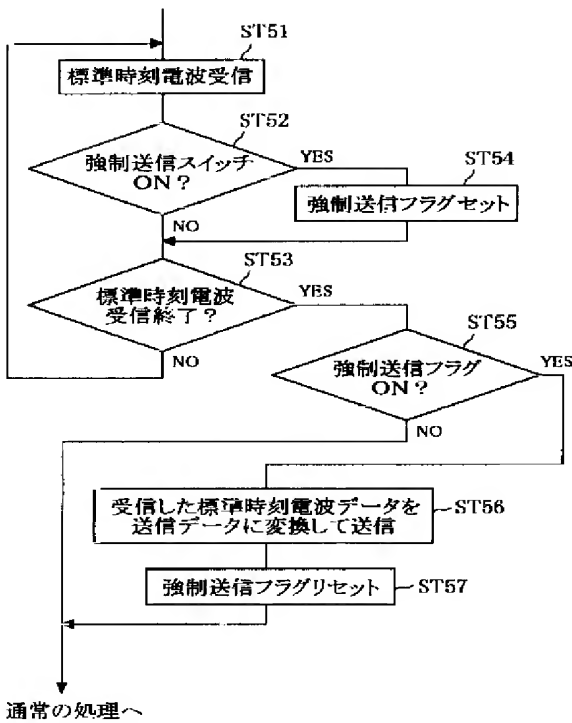 ST51
標準時刻電波受信
ST52
強制送信スイッチ
ON？
YES
ST54
強制送信フラグセット
NO
ST53
標準時刻電波
受信終了？
YES
NO
ST55
強制送信フラグ
ON？
YES
NO
受信した標準時刻電波データを
送信データに変換して送信
ST56
強制送信フラグリセット
ST57
通常の処理へ